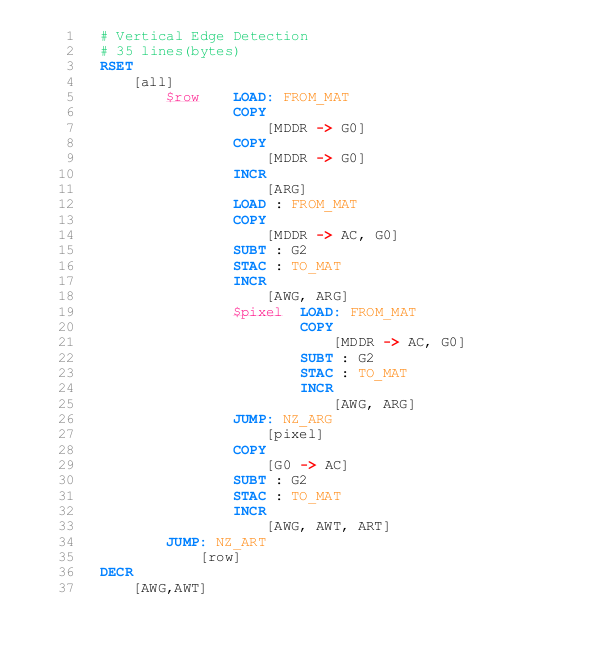 1 # Vertical Edge Detection
2 # 35 lines(bytes)
3 RSET
4 [all]
5 $row LOAD: FROM_MAT
6 COPY
7 [MDDR -> G0]
8 COPY
9 [MDDR -> G0]
10 INCR
11 [ARG]
12 LOAD : FROM_MAT
13 COPY
14 [MDDR -> AC, G0]
15 SUBT : G2
16 STAC : TO_MAT
17 INCR
18 [AWG, ARG]
19 $pixel LOAD: FROM_MAT
20 COPY
21 [MDDR -> AC, G0]
22 SUBT : G2
23 STAC : TO_MAT
24 INCR
25 [AWG, ARG]
26 JUMP: NZ_ARG
27 [pixel]
28 COPY
29 [G0 -> AC]
30 SUBT : G2
31 STAC : TO_MAT
32 INCR
33 [AWG, AWT, ART]
34 JUMP: NZ_ART
35 [row]
36 DECR
37 [AWG,AWT]